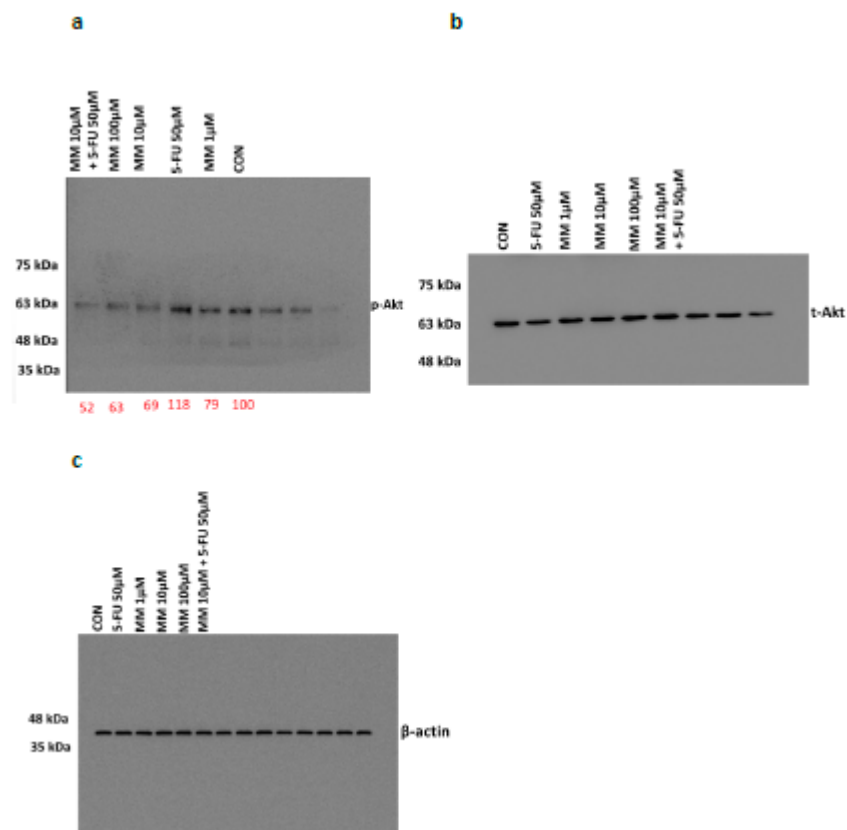 a
MM 10µM
+ 5-FU 50µM
MM 100µM
MM 10µM
5-FU 50µM
MM 1µM
CON
75 kDa
63 kDa
48 kDa
35 kDa
p-Akt
52 63 69 118 79 100
b
CON
5-FU 50µM
MM 1µM
MM 10µM
MM 100µM
MM 10µM
+ 5-FU 50µM
75 kDa
63 kDa
48 kDa
t-Akt
c
CON
5-FU 50µM
MM 1µM
MM 10µM
MM 100µM
MM 10µM + 5-FU 50µM
48 kDa
35 kDa
β-actin